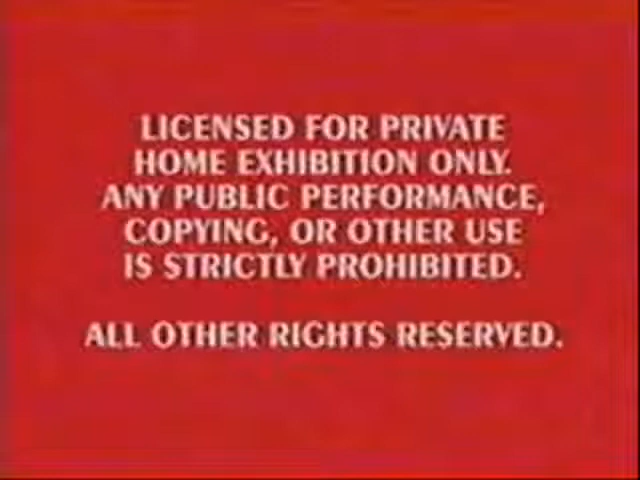 LICENSED FOR PRIVATE
HOME EXHIBITION ONLY.
ANY PUBLIC PERFORMANCE,
COPYING, OR OTHER USE
IS STRICTLY PROHIBITED.
ALL OTHER RIGHTS RESERVED.